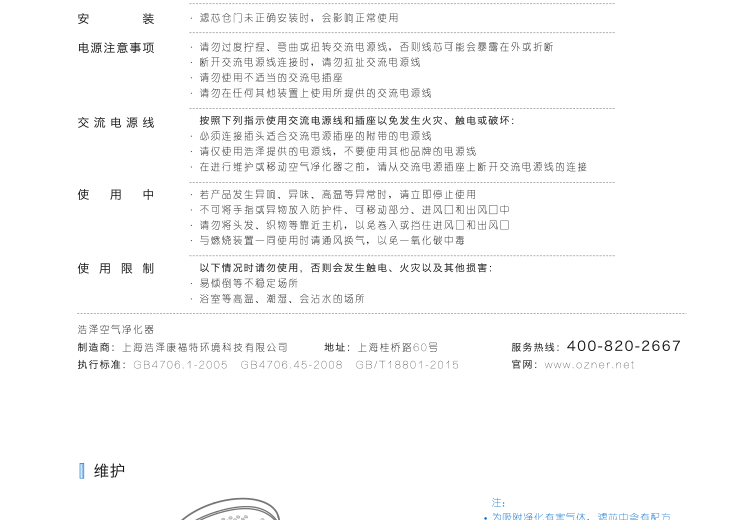 安装 · 滤芯仓门未正确安装时，会影响正常使用
电源注意事项 · 请勿过度拧捏、弯曲或扭转交流电源线，否则线芯可能会暴露在外或折断
· 断开交流电源线连接时，请勿拉扯交流电源线
· 请勿使用不适当的交流电插座
· 请勿在任何其他装置上使用所提供的交流电源线
交流电源线 按照下列指示使用交流电源线和插座以免发生火灾、触电或破坏：
· 必须连接插头适合交流电源插座的附带的电源线
· 请仅使用浩泽提供的电源线，不要使用其他品牌的电源线
· 在进行维护或移动空气净化器之前，请从交流电源插座上断开交流电源线的连接
使用中 · 若产品发生异响、异味、高温等异常时，请立即停止使用
· 不可将手指或异物放入防护件、可移动部分、进风口和出风口中
· 请勿将头发、织物等靠近主机，以免卷入或挡住进风口和出风口
· 与燃烧装置一同使用时请通风换气，以免一氧化碳中毒
使用限制 以下情况时请勿使用，否则会发生触电、火灾以及其他损害：
· 易倾倒等不稳定场所
· 浴室等高温、潮湿、会沾水的场所
浩泽空气净化器
制造商：上海浩泽康福特环境科技有限公司 地址：上海桂桥路60号 服务热线：400-820-2667
执行标准：GB4706.1-2005 GB4706.45-2008 GB/T18801-2015 官网：www.ozner.net
维护
注：
• 为吸附净化有害气体，滤芯中含有配方